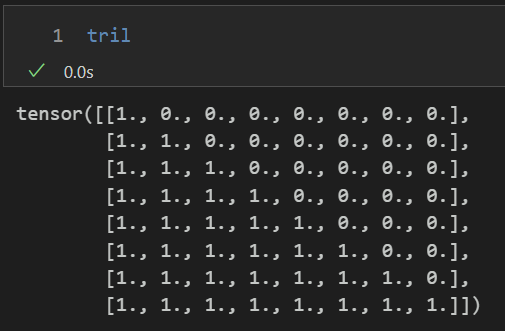 1 tril
0.0s
tensor([[1., 0., 0., 0., 0., 0., 0., 0.],
[1., 1., 0., 0., 0., 0., 0., 0.],
[1., 1., 1., 0., 0., 0., 0., 0.],
[1., 1., 1., 1., 0., 0., 0., 0.],
[1., 1., 1., 1., 1., 0., 0., 0.],
[1., 1., 1., 1., 1., 1., 0., 0.],
[1., 1., 1., 1., 1., 1., 1., 0.],
[1., 1., 1., 1., 1., 1., 1., 1.]])